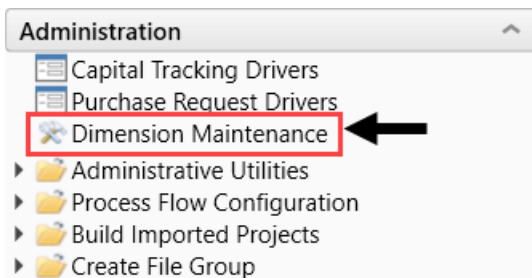 Administration
Capital Tracking Drivers
Purchase Request Drivers
Dimension Maintenance
Administrative Utilities
Process Flow Configuration
Build Imported Projects
Create File Group